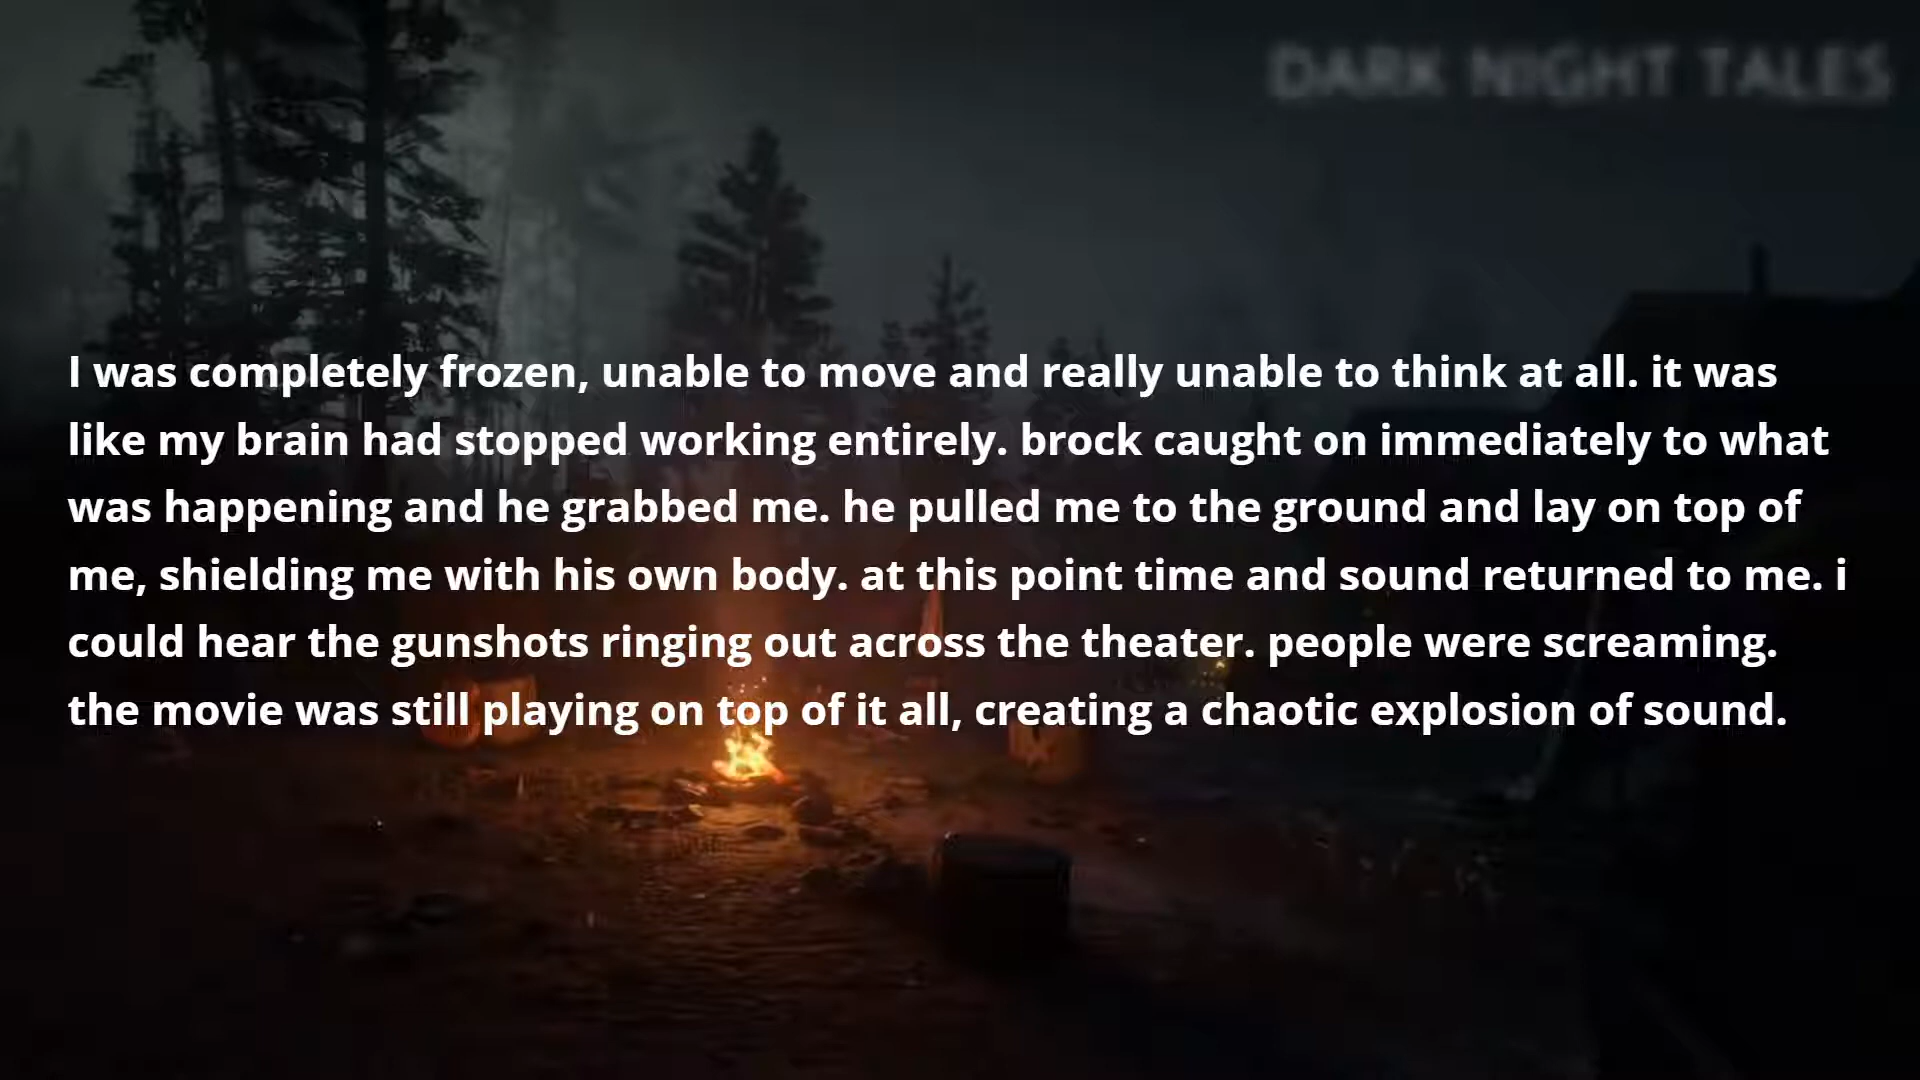 DARK NIGHT TALES
I was completely frozen, unable to move and really unable to think at all. it was
like my brain had stopped working entirely. brock caught on immediately to what
was happening and he grabbed me. he pulled me to the ground and lay on top of
me, shielding me with his own body. at this point time and sound returned to me. i
could hear the gunshots ringing out across the theater. people were screaming.
the movie was still playing on top of it all, creating a chaotic explosion of sound.